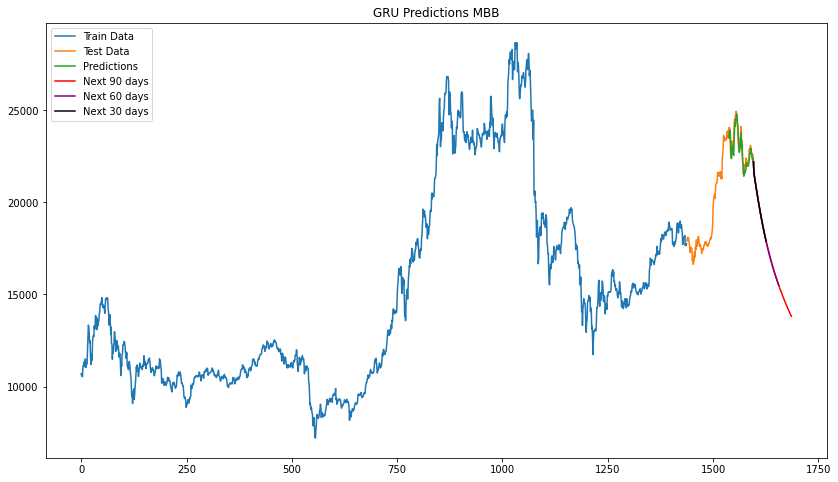 GRU Predictions MBB
Train Data
Test Data
Predictions
Next 90 days
Next 60 days
Next 30 days
25000
20000
15000
10000
0 250 500 750 1000 1250 1500 1750